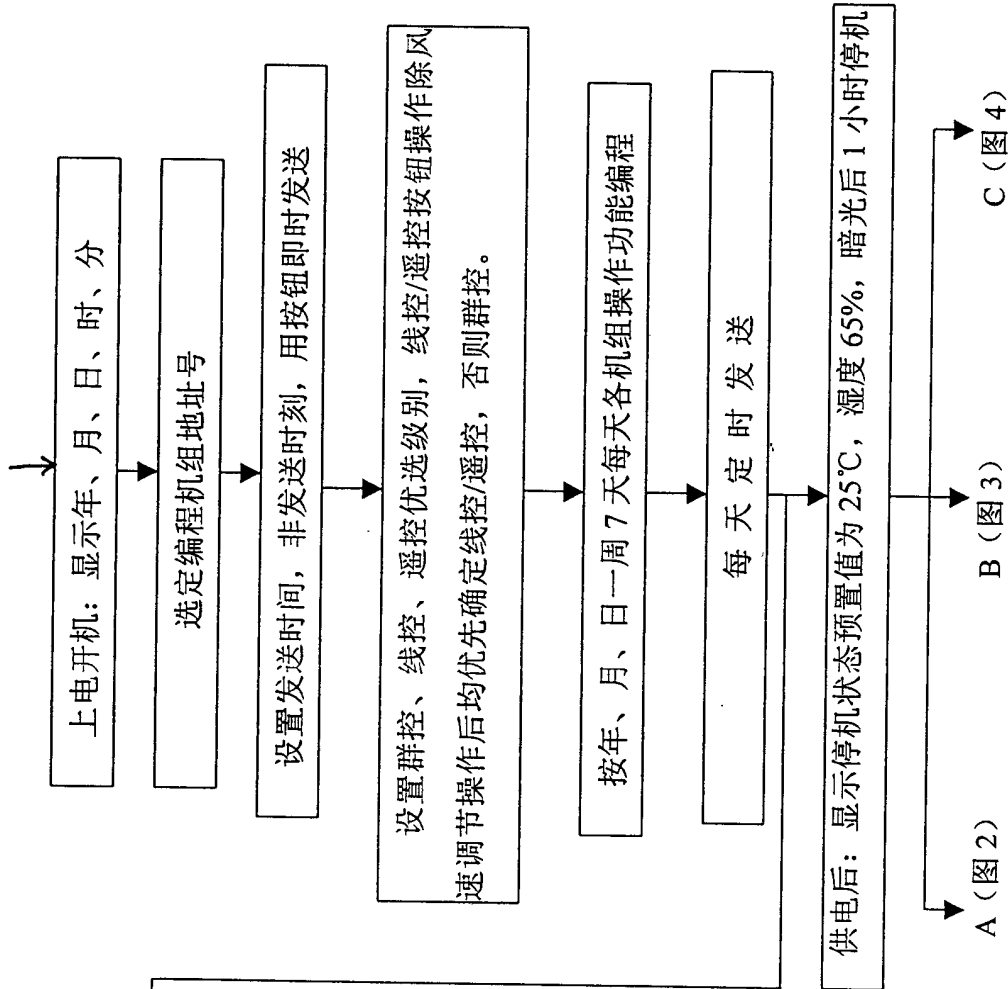 上电开机：显示年、月、日、时、分
选定编程机组地址号
设置发送时间，非发送时刻，用按钮即时发送
设置群控、线控、遥控优选级别，线控/遥控按钮操作除风
速调节操作后均优先确定线控/遥控，否则群控。
按年、月、日一周7天每天各机组操作功能编程
每天定时发送
供电后：显示停机状态预置值为25℃，湿度65%，暗光后1小时停机
A（图2）
B（图3）
C（图4）